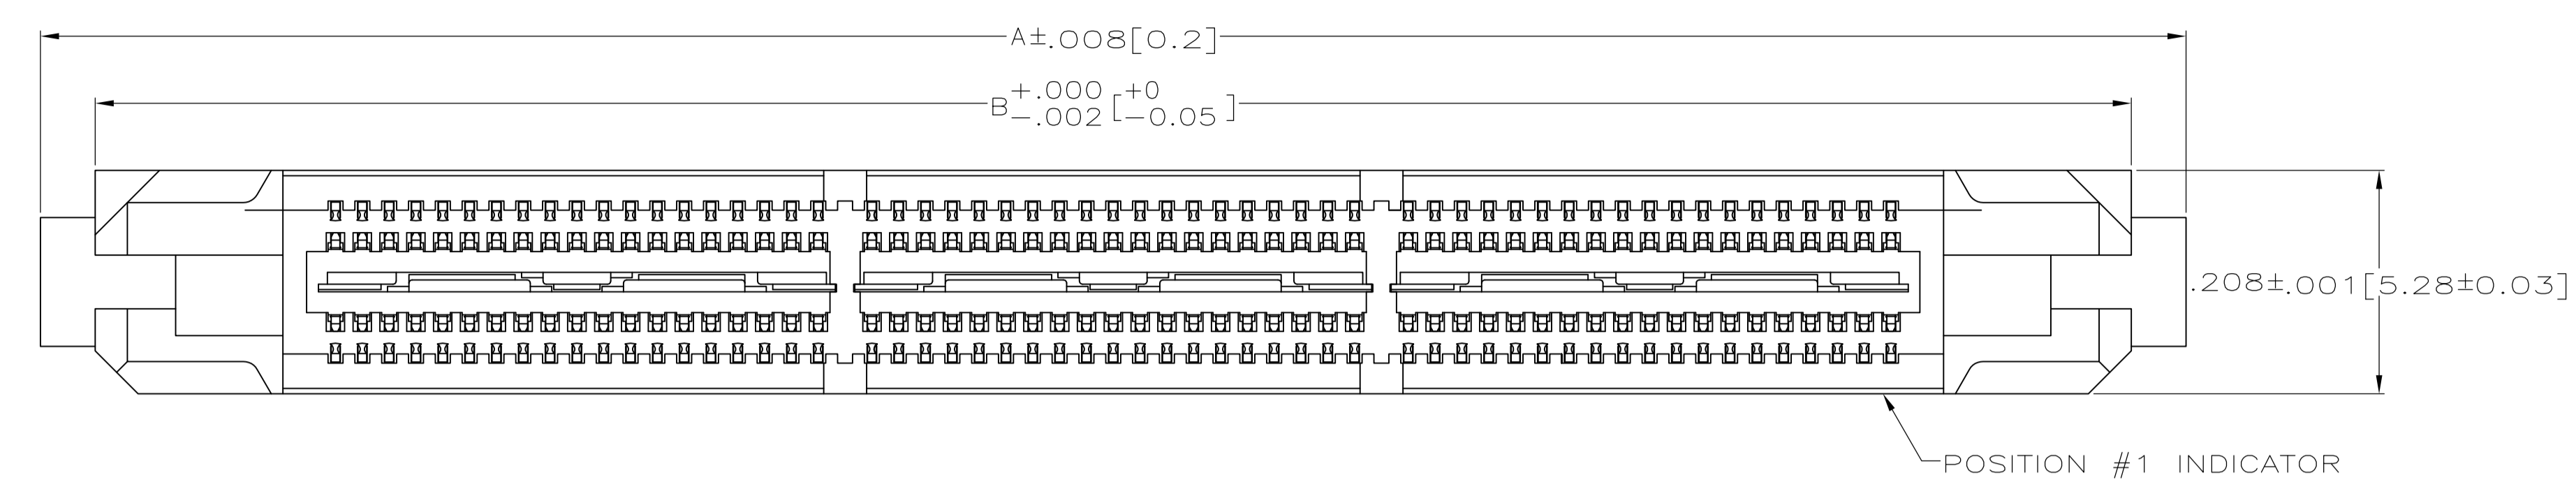 A±.008[0.2]
B +.000 -.002 [+0 -0.05]
.208±.001[5.28±0.03]
POSITION #1 INDICATOR